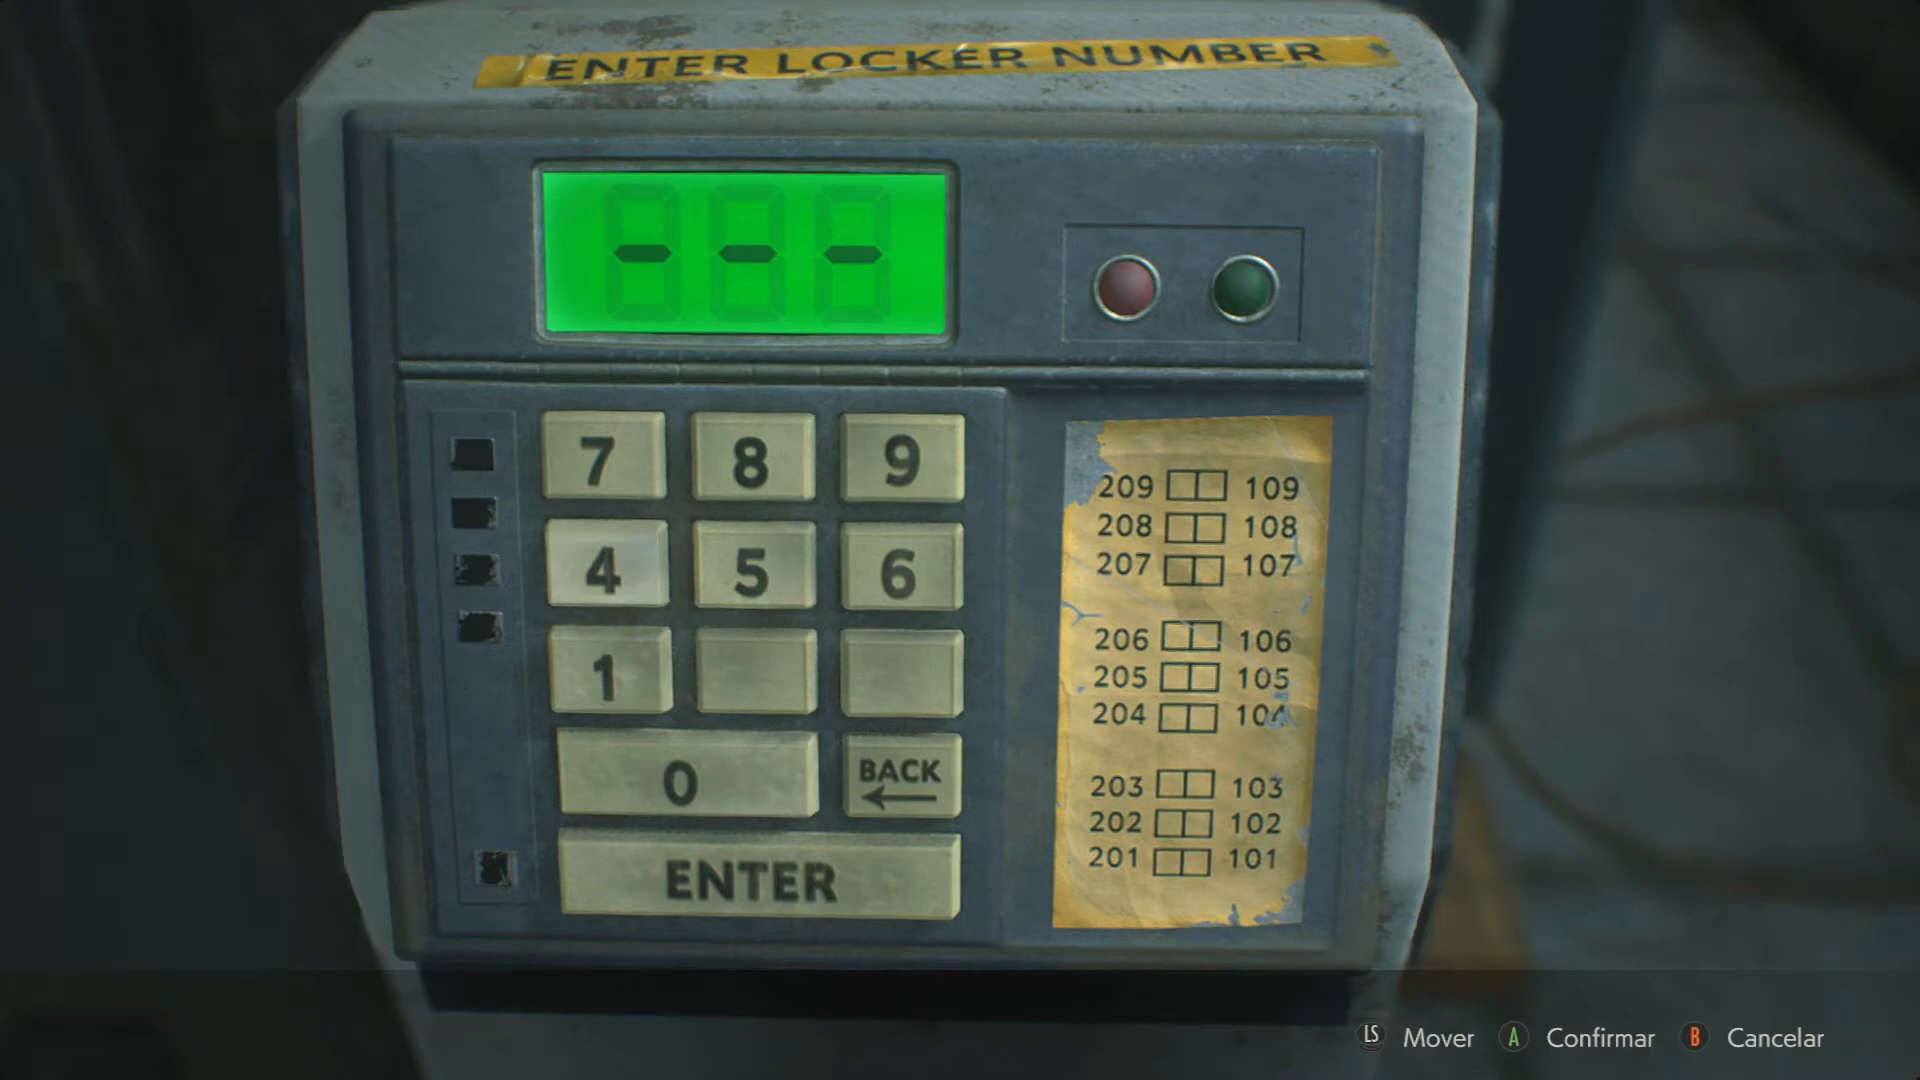 ENTER LOCKER NUMBER
7 8 9
4 5 6
1
0 BACK
ENTER
209 109
208 108
207 107
206 106
205 105
204 104
203 103
202 102
201 101
LS Mover A Confirmar B Cancelar